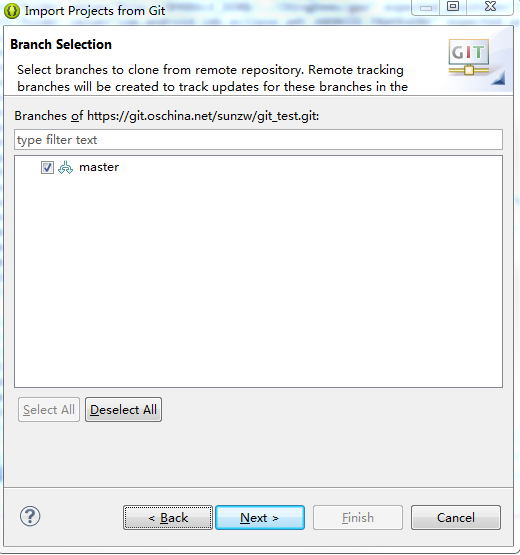 Import Projects from Git
Branch Selection
GIT
Select branches to clone from remote repository. Remote tracking
branches will be created to track updates for these branches in the
Branches of https://git.oschina.net/sunzw/git_test.git:
type filter text
master
Select All
Deselect All
?
< Back
Next >
Finish
Cancel